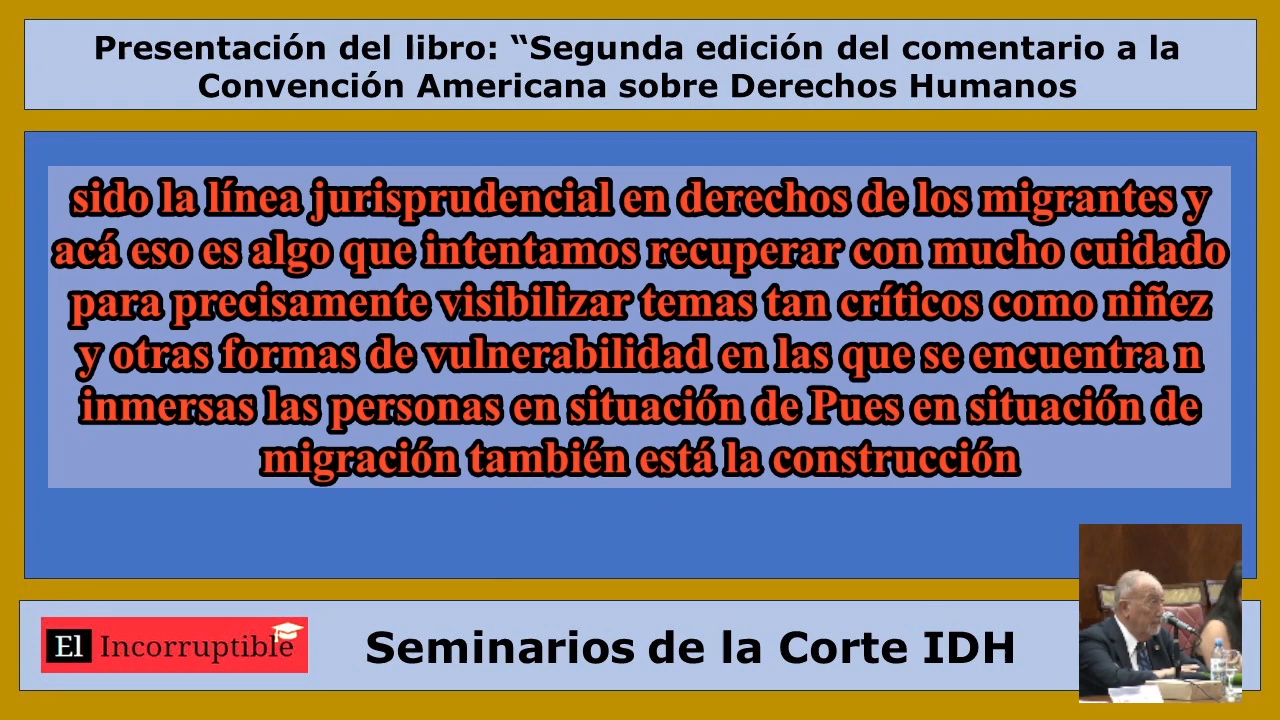 Presentación del libro: “Segunda edición del comentario a la
Convención Americana sobre Derechos Humanos
sido la línea jurisprudencial en derechos de los migrantes y
acá eso es algo que intentamos recuperar con mucho cuidado
para precisamente visibilizar temas tan críticos como niñez
y otras formas de vulnerabilidad en las que se encuentra n
inmersas las personas en situación de Pues en situación de
migración también está la construcción
El Incorruptible
Seminarios de la Corte IDH